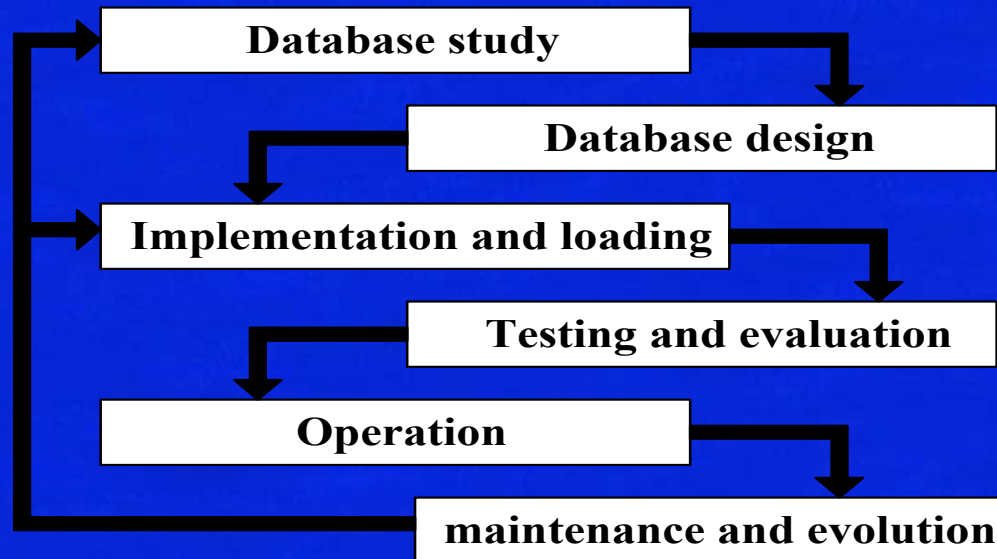 Database study
Database design
Implementation and loading
Testing and evaluation
Operation
maintenance and evolution